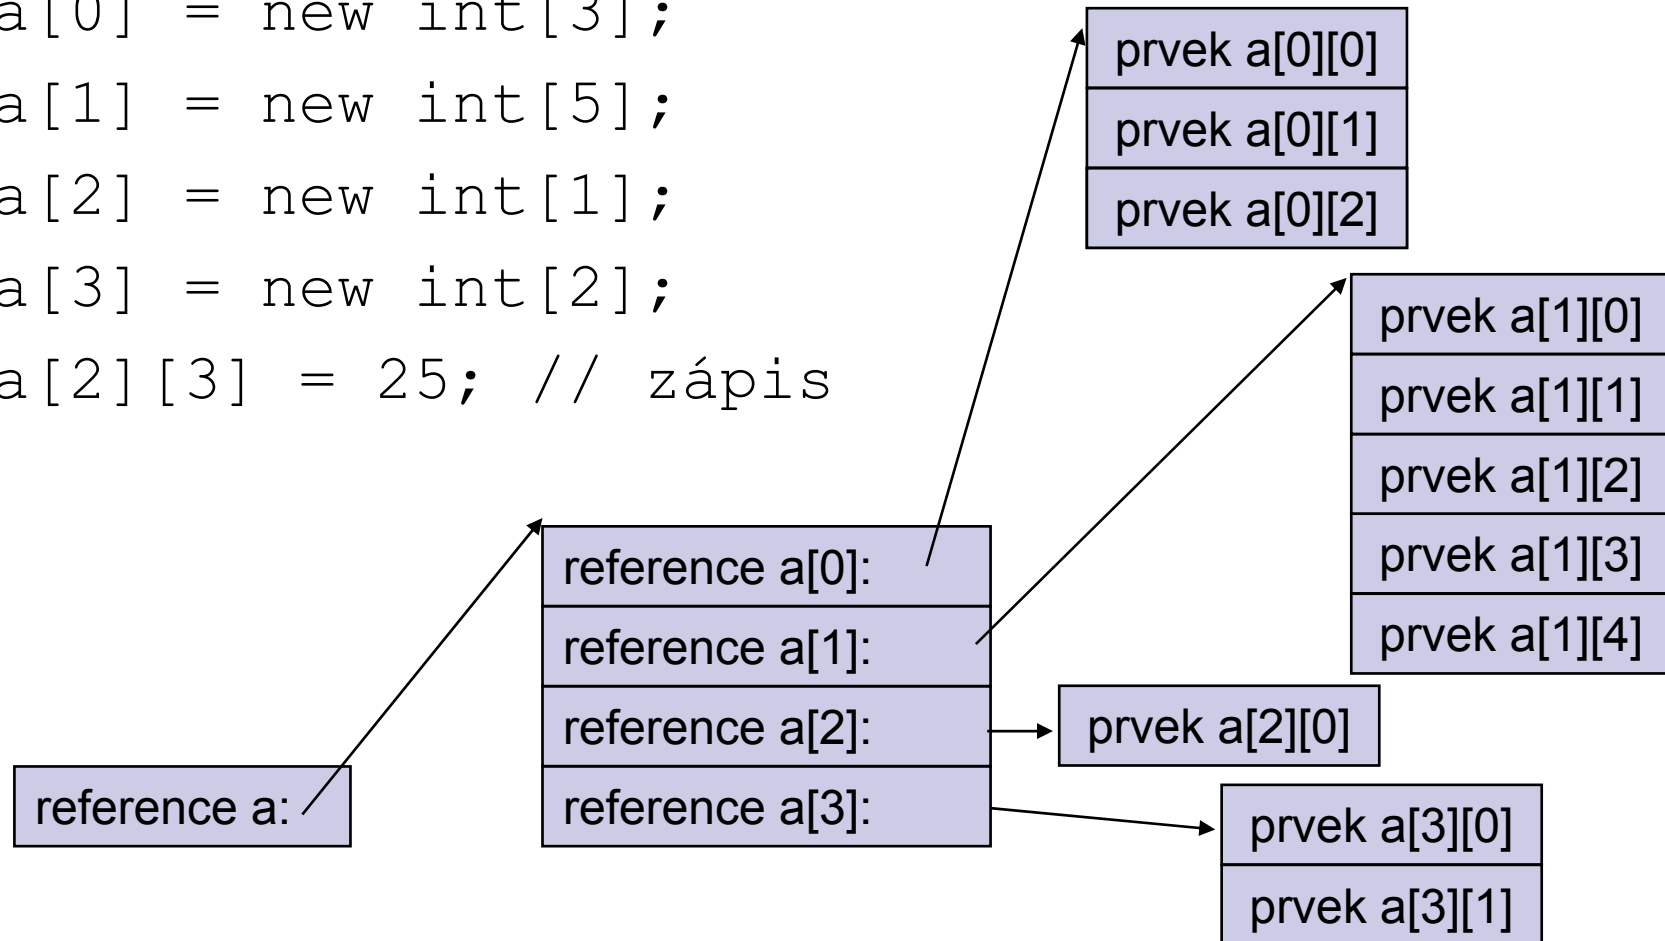 a[0] = new int[3];
a[1] = new int[5];
a[2] = new int[1];
a[3] = new int[2];
a[2][3] = 25; // zápis
prvek a[0][0]
prvek a[0][1]
prvek a[0][2]
prvek a[1][0]
prvek a[1][1]
prvek a[1][2]
prvek a[1][3]
prvek a[1][4]
reference a[0]:
reference a[1]:
reference a[2]:
reference a[3]:
prvek a[2][0]
reference a:
prvek a[3][0]
prvek a[3][1]